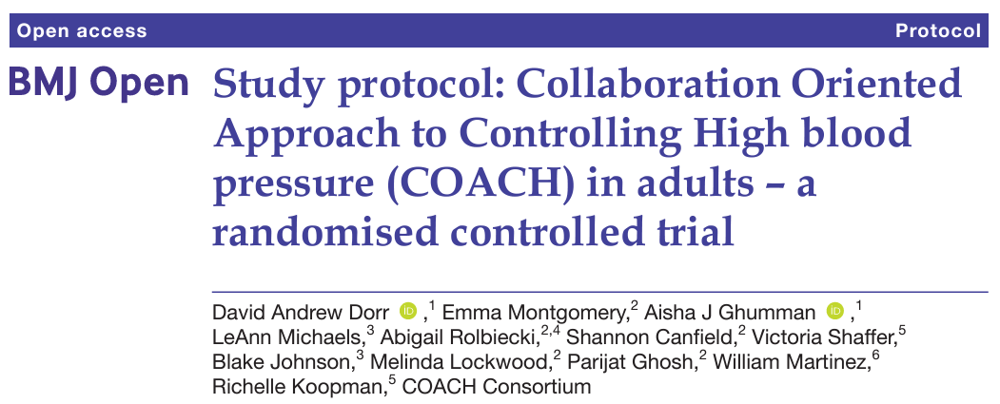 Open access
Protocol
BMJ Open
Study protocol: Collaboration Oriented
Approach to Controlling High blood
pressure (COACH) in adults – a
randomised controlled trial
David Andrew Dorr iD ,1 Emma Montgomery,2 Aisha J Ghumman iD ,1
LeAnn Michaels,3 Abigail Rolbiecki,2,4 Shannon Canfield,2 Victoria Shaffer,5
Blake Johnson,3 Melinda Lockwood,2 Parijat Ghosh,2 William Martinez,6
Richelle Koopman,5 COACH Consortium